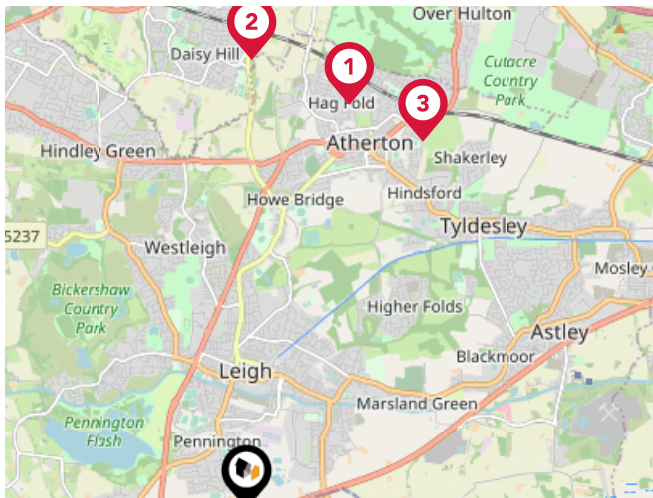 Over Hulton
2
Daisy Hill
1
Cutacre
Country
Park
Hag Fold
3
Atherton
Hindley Green
Shakerley
Howe Bridge
Hindsford
Tyldesley
5237
Westleigh
Mosley
Bickershaw
Country
Park
Higher Folds
Astley
Blackmoor
Leigh
Marsland Green
Pennington
Flash
Pennington